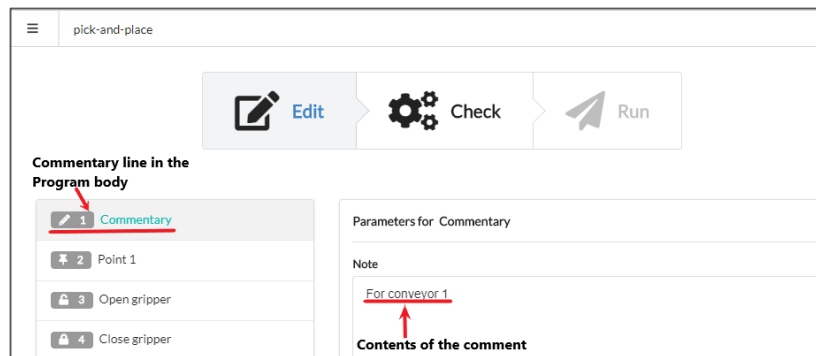 pick-and-place
Edit
Check
Run
Commentary line in the
Program body
1 Commentary
2 Point 1
3 Open gripper
4 Close gripper
Parameters for Commentary
Note
For conveyor 1
Contents of the comment